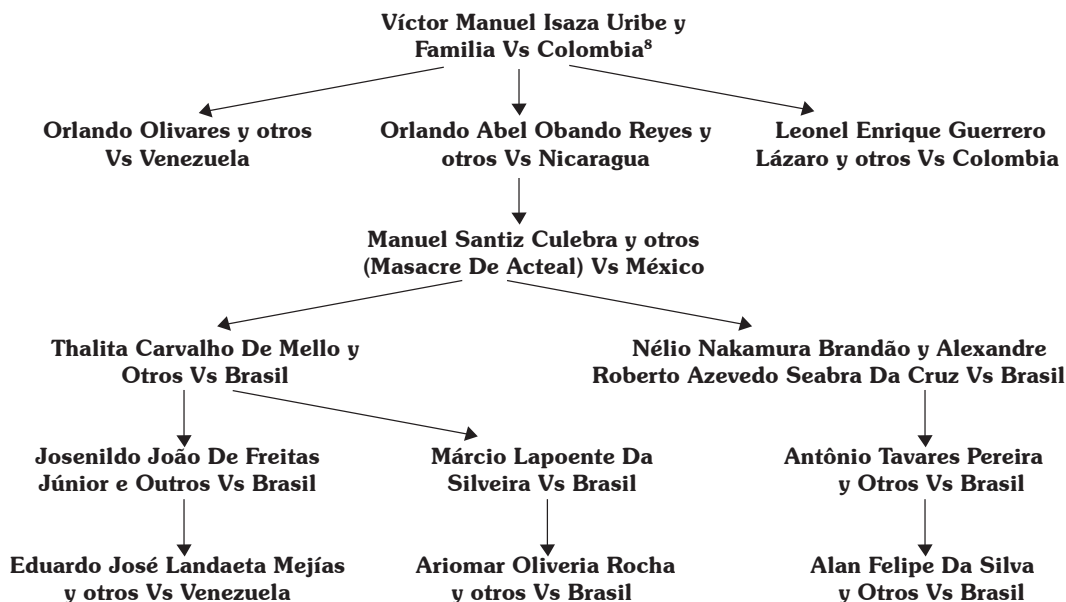 Víctor Manuel Isaza Uribe y
Familia Vs Colombia⁸
Orlando Olivares y otros
Vs Venezuela
Orlando Abel Obando Reyes y
otros Vs Nicaragua
Leonel Enrique Guerrero
Lázaro y otros Vs Colombia
Manuel Santiz Culebra y otros
(Masacre De Acteal) Vs México
Thalita Carvalho De Mello y
Otros Vs Brasil
Nélio Nakamura Brandão y Alexandre
Roberto Azevedo Seabra Da Cruz Vs Brasil
Josenildo João De Freitas
Júnior e Outros Vs Brasil
Márcio Lapoente Da
Silveira Vs Brasil
Antônio Tavares Pereira
y Otros Vs Brasil
Eduardo José Landaeta Mejías
y otros Vs Venezuela
Ariomar Oliveria Rocha
y otros Vs Brasil
Alan Felipe Da Silva
y Otros Vs Brasil